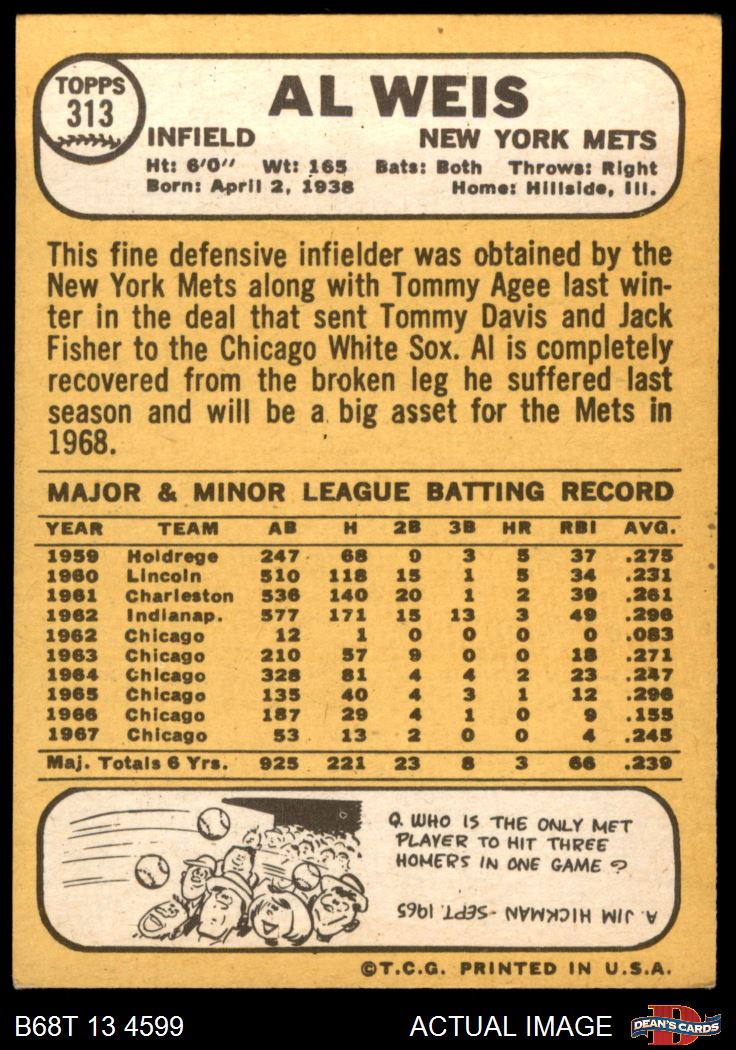 TOPPS
313
AL WEIS
INFIELD NEW YORK METS
Ht: 6'0" Wt: 165 Bats: Both Throws: Right
Born: April 2, 1938 Home: Hillside, Ill.
This fine defensive infielder was obtained by the
New York Mets along with Tommy Agee last win-
ter in the deal that sent Tommy Davis and Jack
Fisher to the Chicago White Sox. Al is completely
recovered from the broken leg he suffered last
season and will be a big asset for the Mets in
1968.
MAJOR & MINOR LEAGUE BATTING RECORD
YEAR TEAM AB H 2B 3B HR RBI AVG.
1959 Holdrege 247 68 9 3 5 37 .275
1960 Lincoln 510 118 15 1 5 34 .231
1961 Charleston 536 140 20 1 2 39 .261
1962 Indianap. 577 171 15 13 3 49 .296
1962 Chicago 12 1 0 0 0 0 .083
1963 Chicago 210 57 9 0 0 18 .271
1964 Chicago 328 81 4 4 2 23 .247
1965 Chicago 135 40 4 3 1 12 .296
1966 Chicago 187 29 4 1 0 9 .155
1967 Chicago 53 13 2 0 0 4 .245
Maj. Totals 6 Yrs. 925 221 23 8 3 66 .239
Q. WHO IS THE ONLY MET
PLAYER TO HIT THREE
HOMERS IN ONE GAME ?
A. JIM HICKMAN - SEPT. 1965
©T.C.G. PRINTED IN U.S.A.
B68T 13 4599 ACTUAL IMAGE DEAN'S CARDS